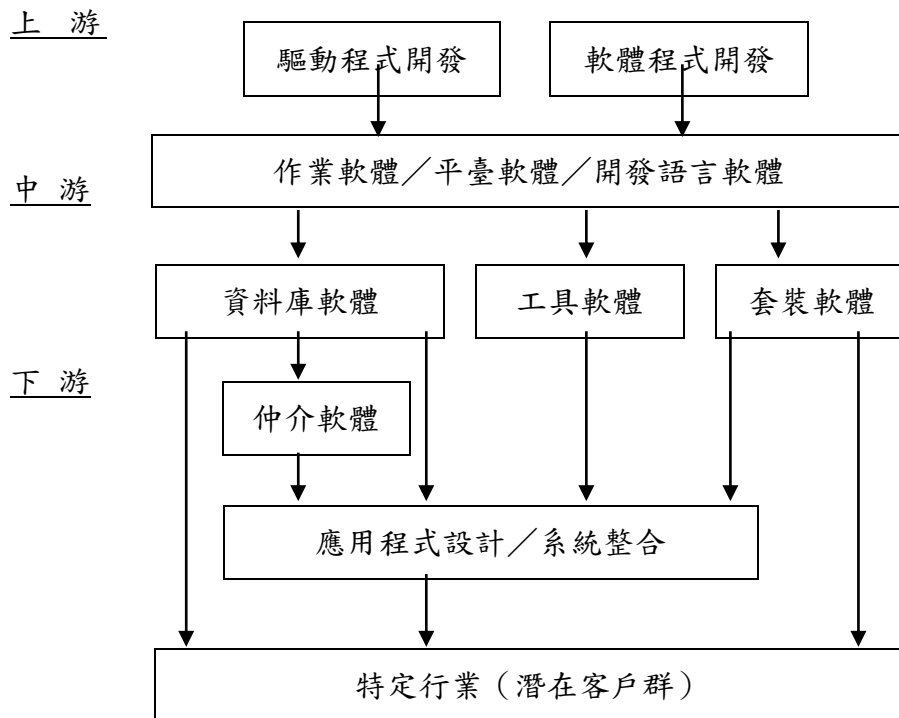 上 游
驅動程式開發 軟體程式開發
中 游
作業軟體／平臺軟體／開發語言軟體
資料庫軟體 工具軟體 套裝軟體
下 游
仲介軟體
應用程式設計／系統整合
特定行業（潛在客戶群）